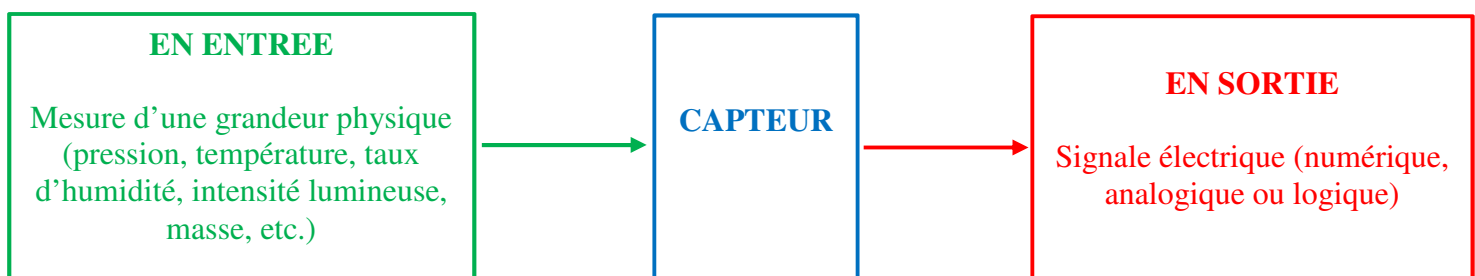 EN ENTREE
Mesure d’une grandeur physique
(pression, température, taux
d’humidité, intensité lumineuse,
masse, etc.)
CAPTEUR
EN SORTIE
Signale électrique (numérique,
analogique ou logique)